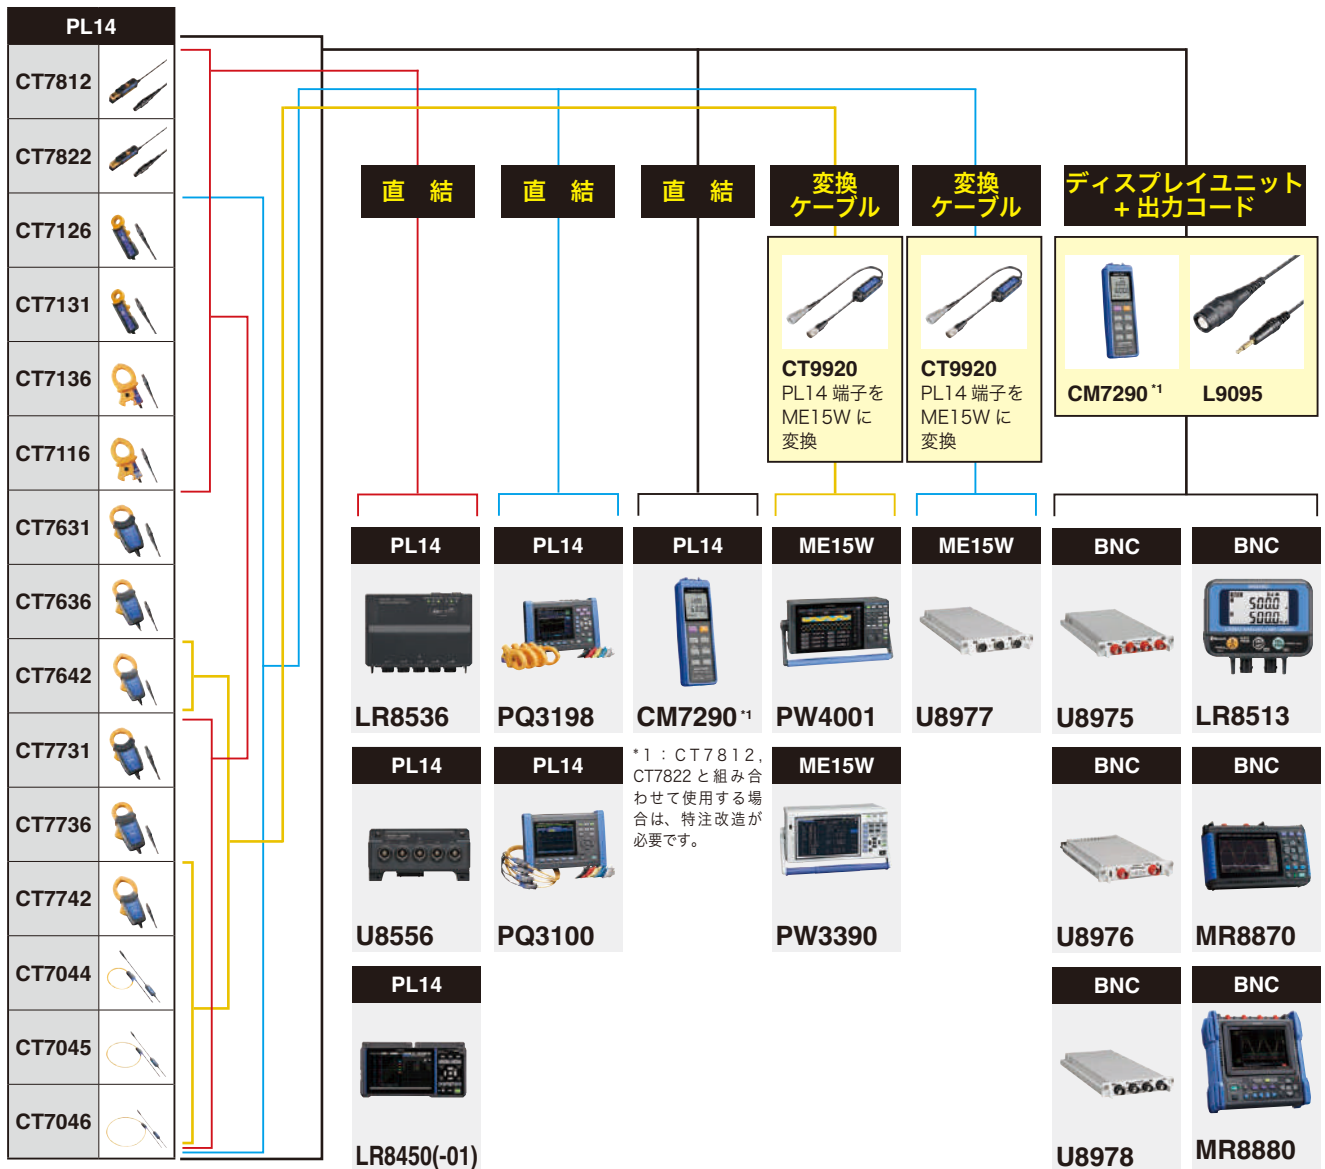 PL14
CT7812
CT7822
CT7126
CT7131
CT7136
CT7116
CT7631
CT7636
CT7642
CT7731
CT7736
CT7742
CT7044
CT7045
CT7046
直 結
直 結
直 結
変換
ケーブル
変換
ケーブル
ディスプレイユニット
+ 出力コード
CT9920
PL14 端子を
ME15W に
変換
CT9920
PL14 端子を
ME15W に
変換
CM7290 *1
L9095
PL14
LR8536
PL14
U8556
PL14
LR8450(-01)
PL14
PQ3198
PL14
PQ3100
PL14
CM7290 *1
*1：CT7812,
CT7822 と組み合
わせて使用する場
合は、特注改造が
必要です。
ME15W
PW4001
ME15W
PW3390
ME15W
U8977
BNC
U8975
BNC
U8976
BNC
U8978
BNC
500.0
500.0
LR8513
BNC
MR8870
BNC
MR8880